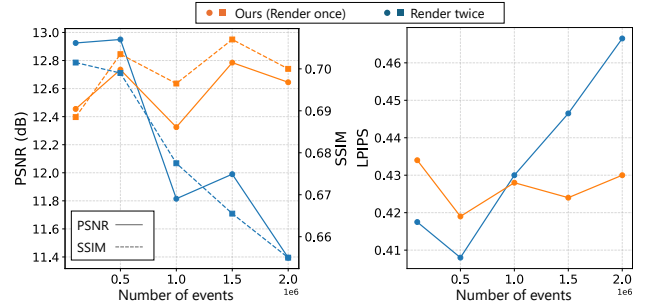 Ours (Render once) Render twice
13.0
12.8
12.6
12.4
12.2
12.0
11.8
11.6
11.4
PSNR (dB)
PSNR
SSIM
0.5 1.0 1.5 2.0
1e6
Number of events
0.70
0.69
0.68
0.67
0.66
SSIM
0.46
0.45
0.44
0.43
0.42
0.41
LPIPS
0.5 1.0 1.5 2.0
1e6
Number of events